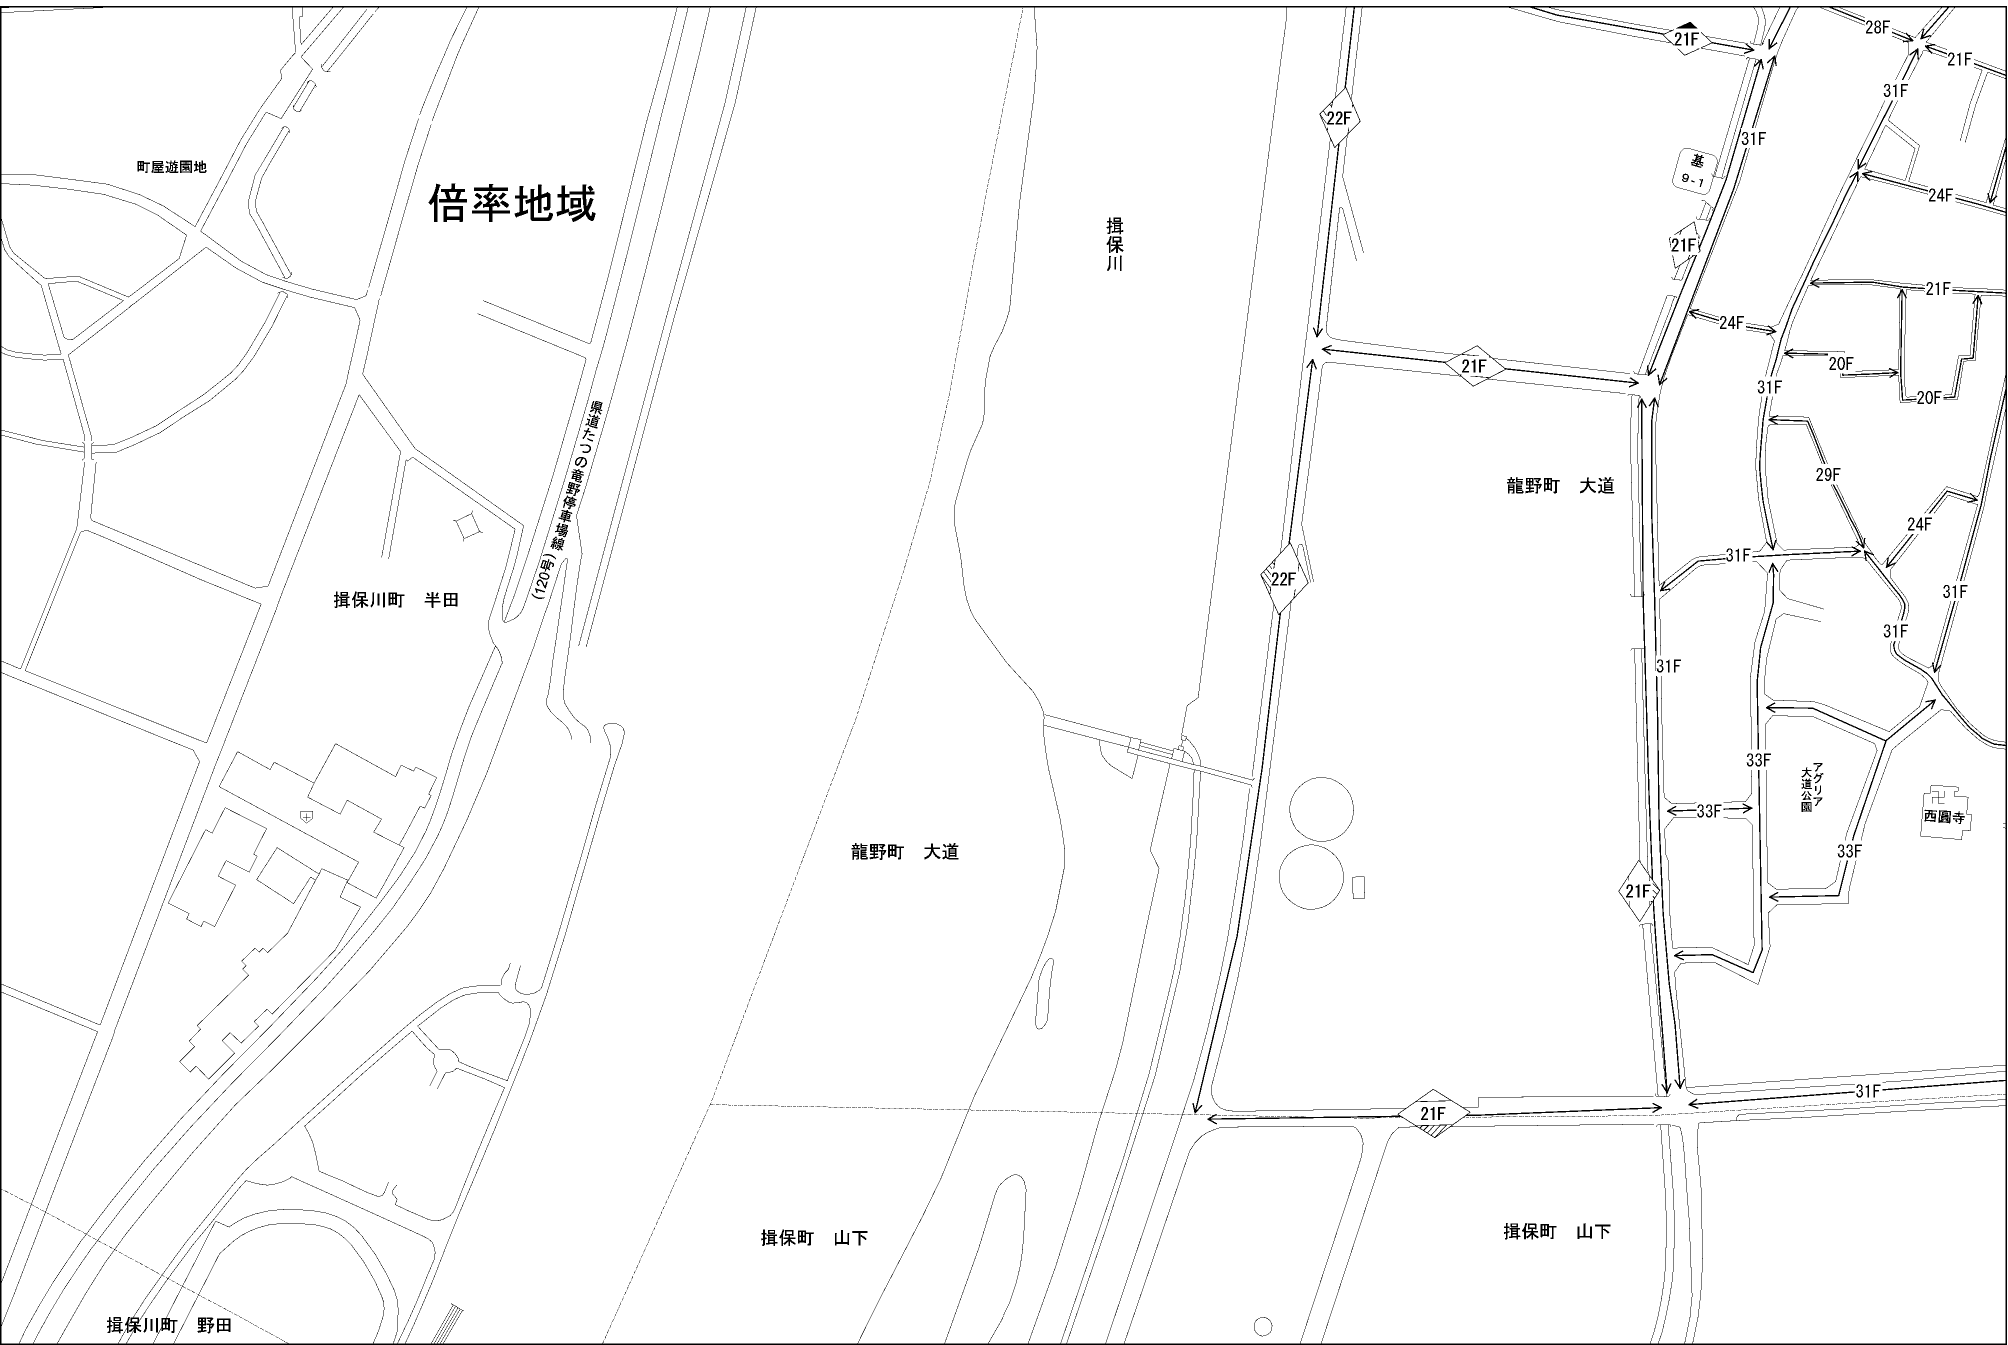 28F
21F
21F
31F
22F
31F
基
9-1
町屋遊園地
24F
倍率地域
揖保川
21F
21F
24F
21F
20F
31F
20F
県道たつの竜野停車場線
(120号)
29F
龍野町　大道
24F
31F
22F
31F
揖保川町　半田
31F
31F
33F
アグリア
大道公園
33F
西圓寺
龍野町　大道
33F
21F
31F
21F
揖保町　山下
揖保町　山下
揖保川町　野田